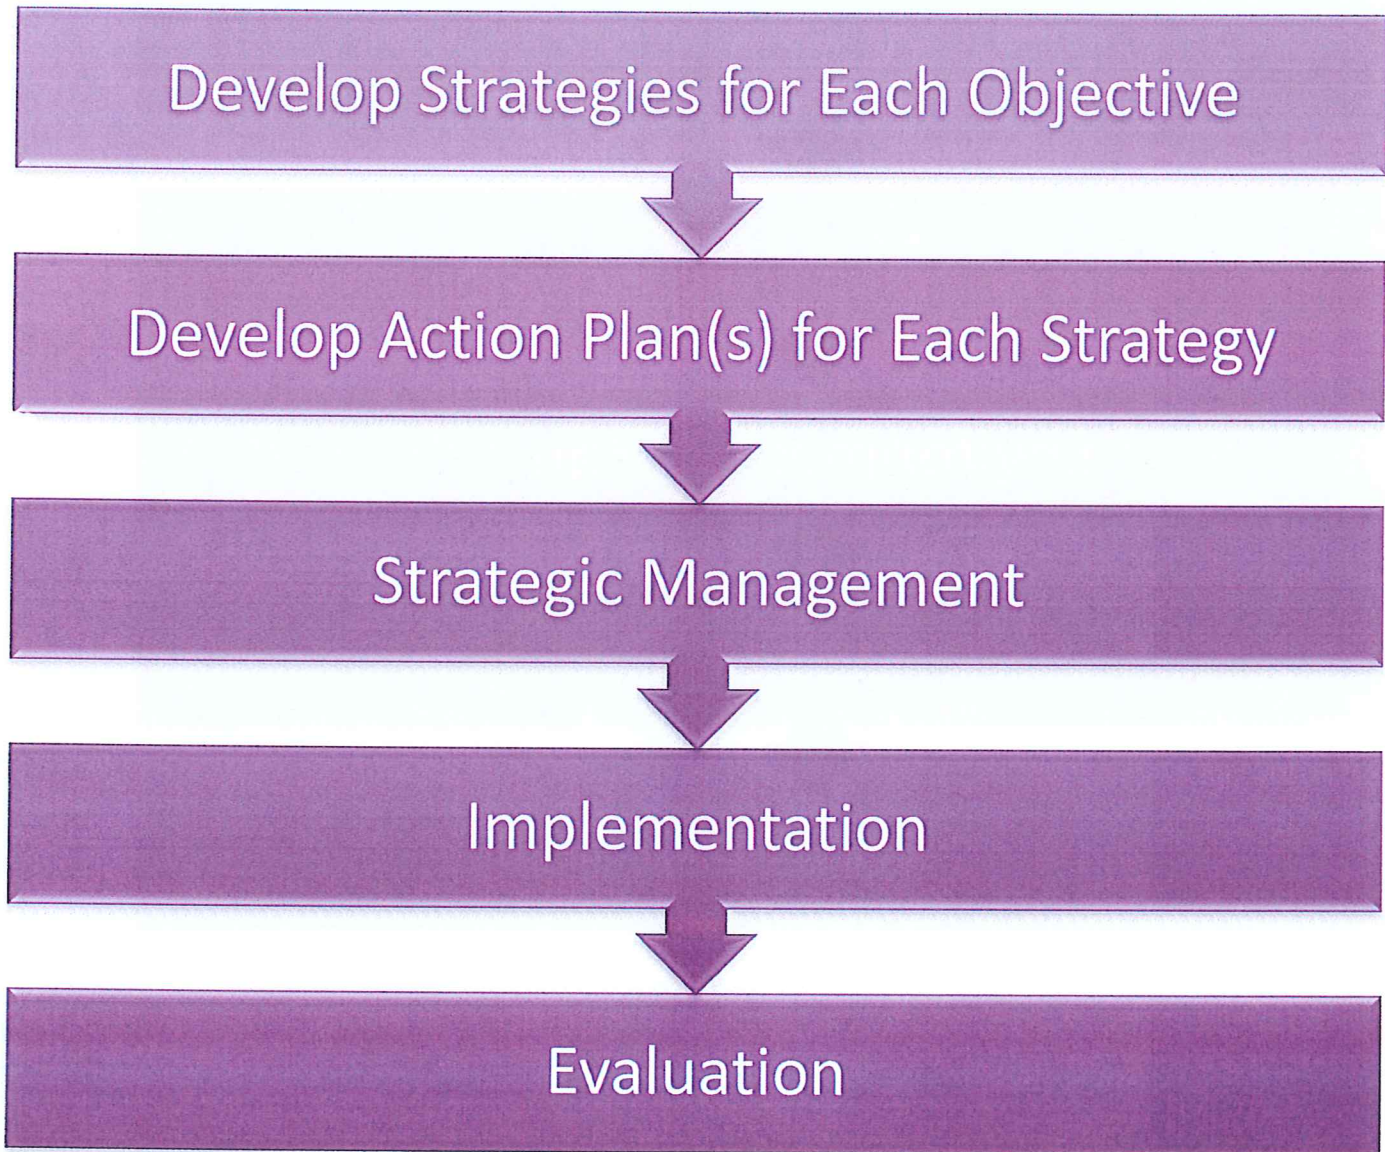 Develop Strategies for Each Objective
Develop Action Plan(s) for Each Strategy
Strategic Management
Implementation
Evaluation